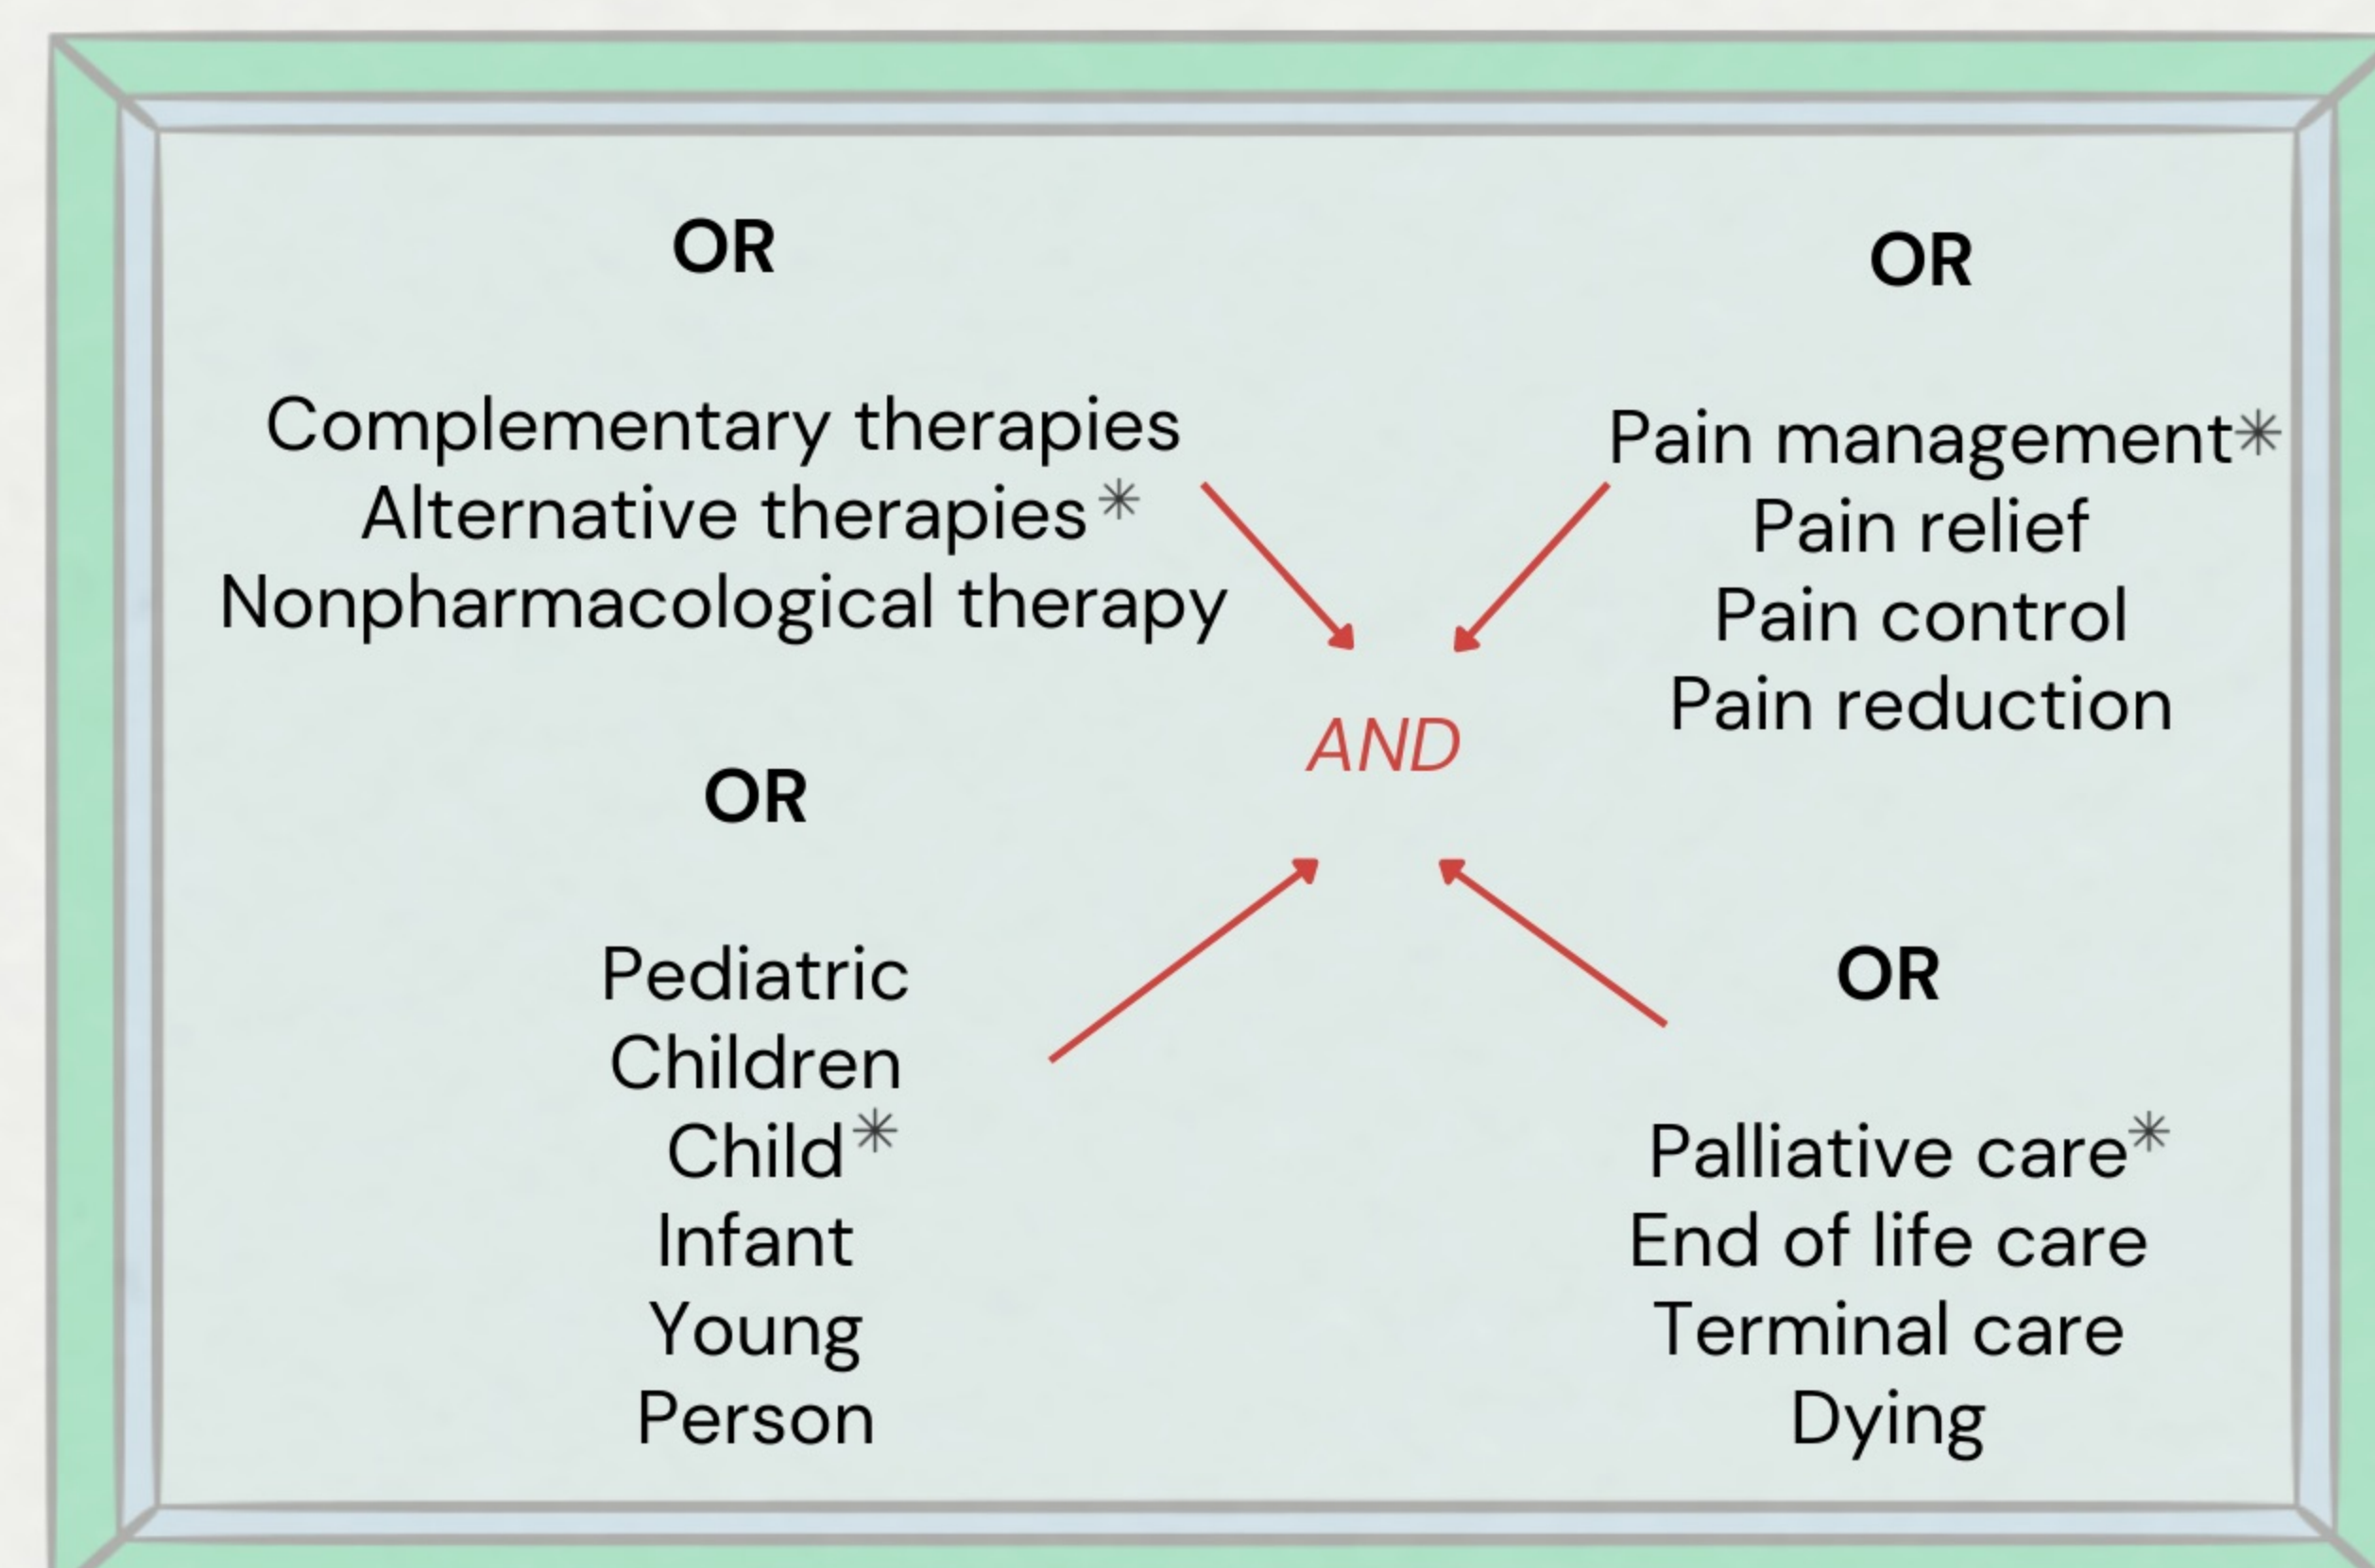 OR
Complementary therapies
Alternative therapies*
Nonpharmacological therapy
OR
Pain management*
Pain relief
Pain control
Pain reduction
AND
OR
Pediatric
Children
Child*
Infant
Young
Person
OR
Palliative care*
End of life care
Terminal care
Dying